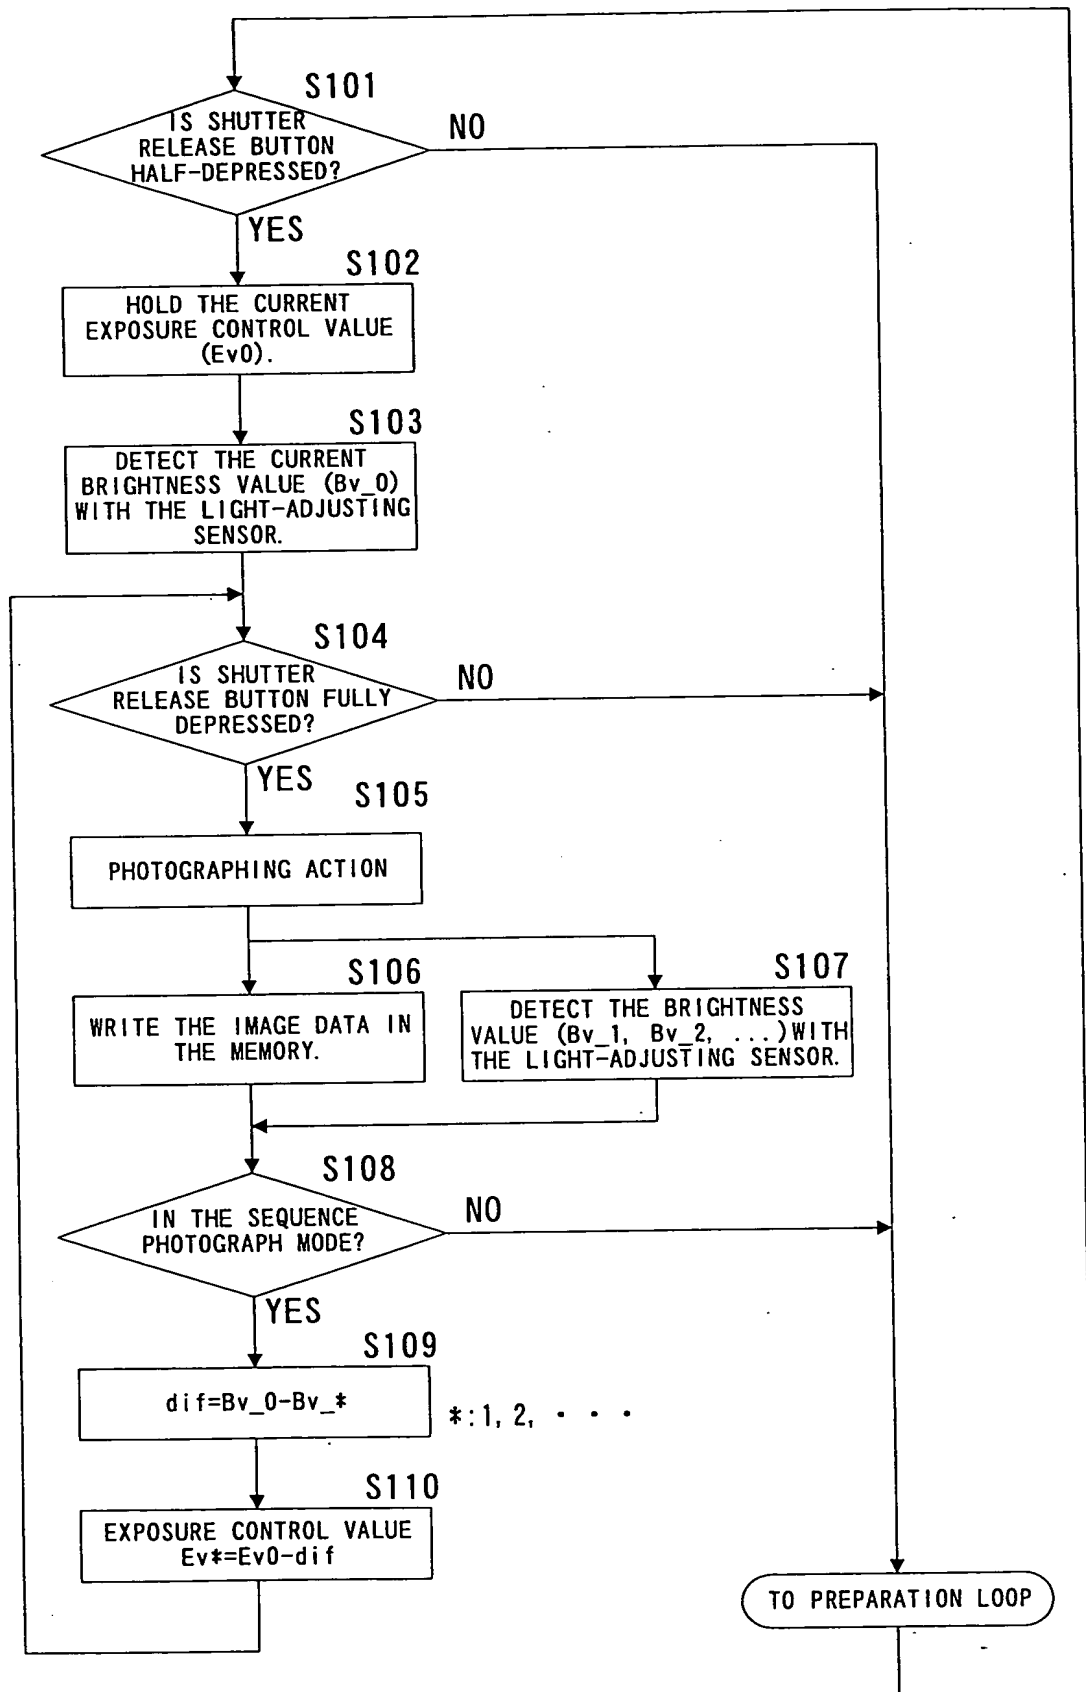 S101
IS SHUTTER
RELEASE BUTTON
HALF-DEPRESSED?
NO
YES
S102
HOLD THE CURRENT
EXPOSURE CONTROL VALUE
(Ev0).
S103
DETECT THE CURRENT
BRIGHTNESS VALUE (Bv_0)
WITH THE LIGHT-ADJUSTING
SENSOR.
S104
IS SHUTTER
RELEASE BUTTON FULLY
DEPRESSED?
NO
YES
S105
PHOTOGRAPHING ACTION
S106
WRITE THE IMAGE DATA IN
THE MEMORY.
S107
DETECT THE BRIGHTNESS
VALUE (Bv_1, Bv_2, ...)WITH
THE LIGHT-ADJUSTING SENSOR.
S108
IN THE SEQUENCE
PHOTOGRAPH MODE?
NO
YES
S109
dif=Bv_0-Bv_*
*:1, 2, ･ ･ ･
S110
EXPOSURE CONTROL VALUE
Ev*=Ev0-dif
TO PREPARATION LOOP